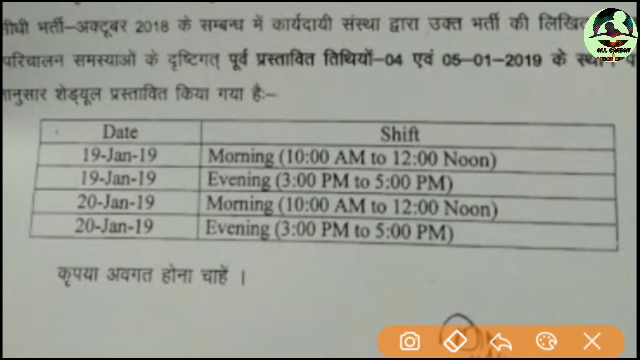 सीधी भर्ती–अक्टूबर 2018 के सम्बन्ध में कार्यदायी संस्था द्वारा उक्त भर्ती की
परिचालन समस्याओं के दृष्टिगत् पूर्व प्रस्तावित तिथियों–04 एवं 05–01–2019 के
शेड्यूल प्रस्तावित किया गया है:–
Date Shift
19-Jan-19 Morning (10:00 AM to 12:00 Noon)
19-Jan-19 Evening (3:00 PM to 5:00 PM)
20-Jan-19 Morning (10:00 AM to 12:00 Noon)
20-Jan-19 Evening (3:00 PM to 5:00 PM)
कृपया अवगत होना चाहें ।